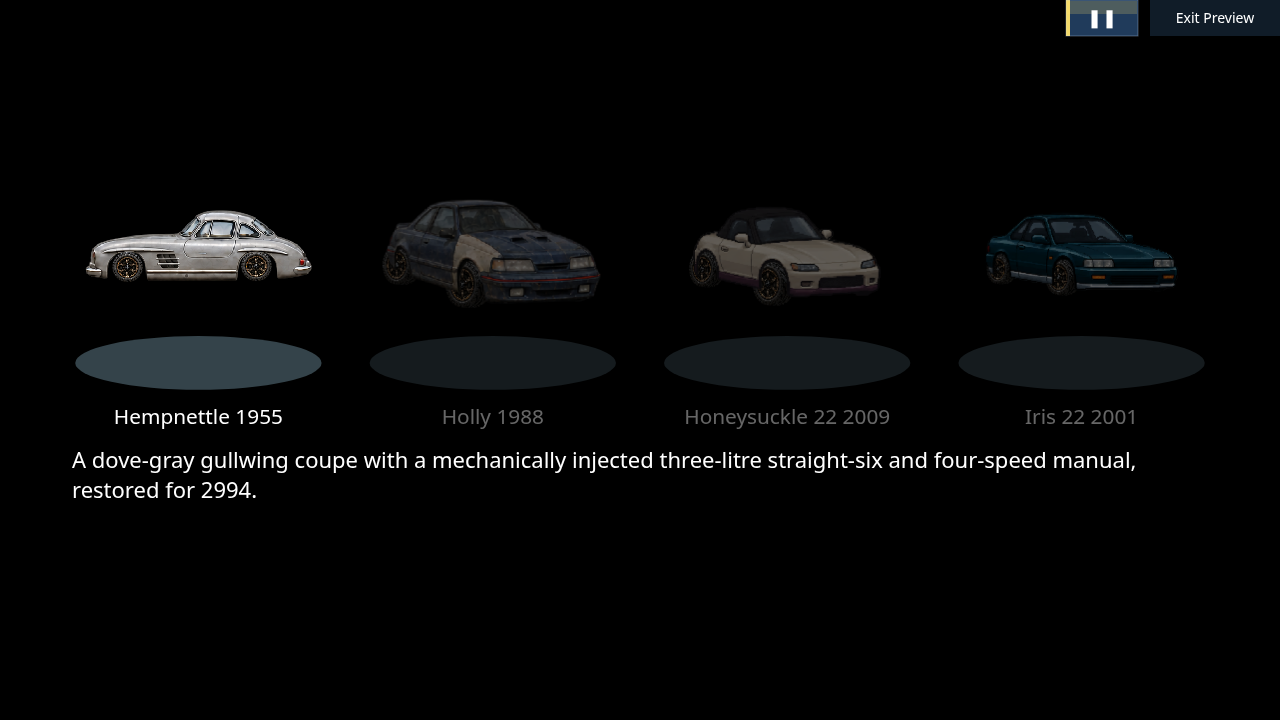 Exit Preview
Hempnettle 1955
Holly 1988
Honeysuckle 22 2009
Iris 22 2001
A dove-gray gullwing coupe with a mechanically injected three-litre straight-six and four-speed manual,
restored for 2994.